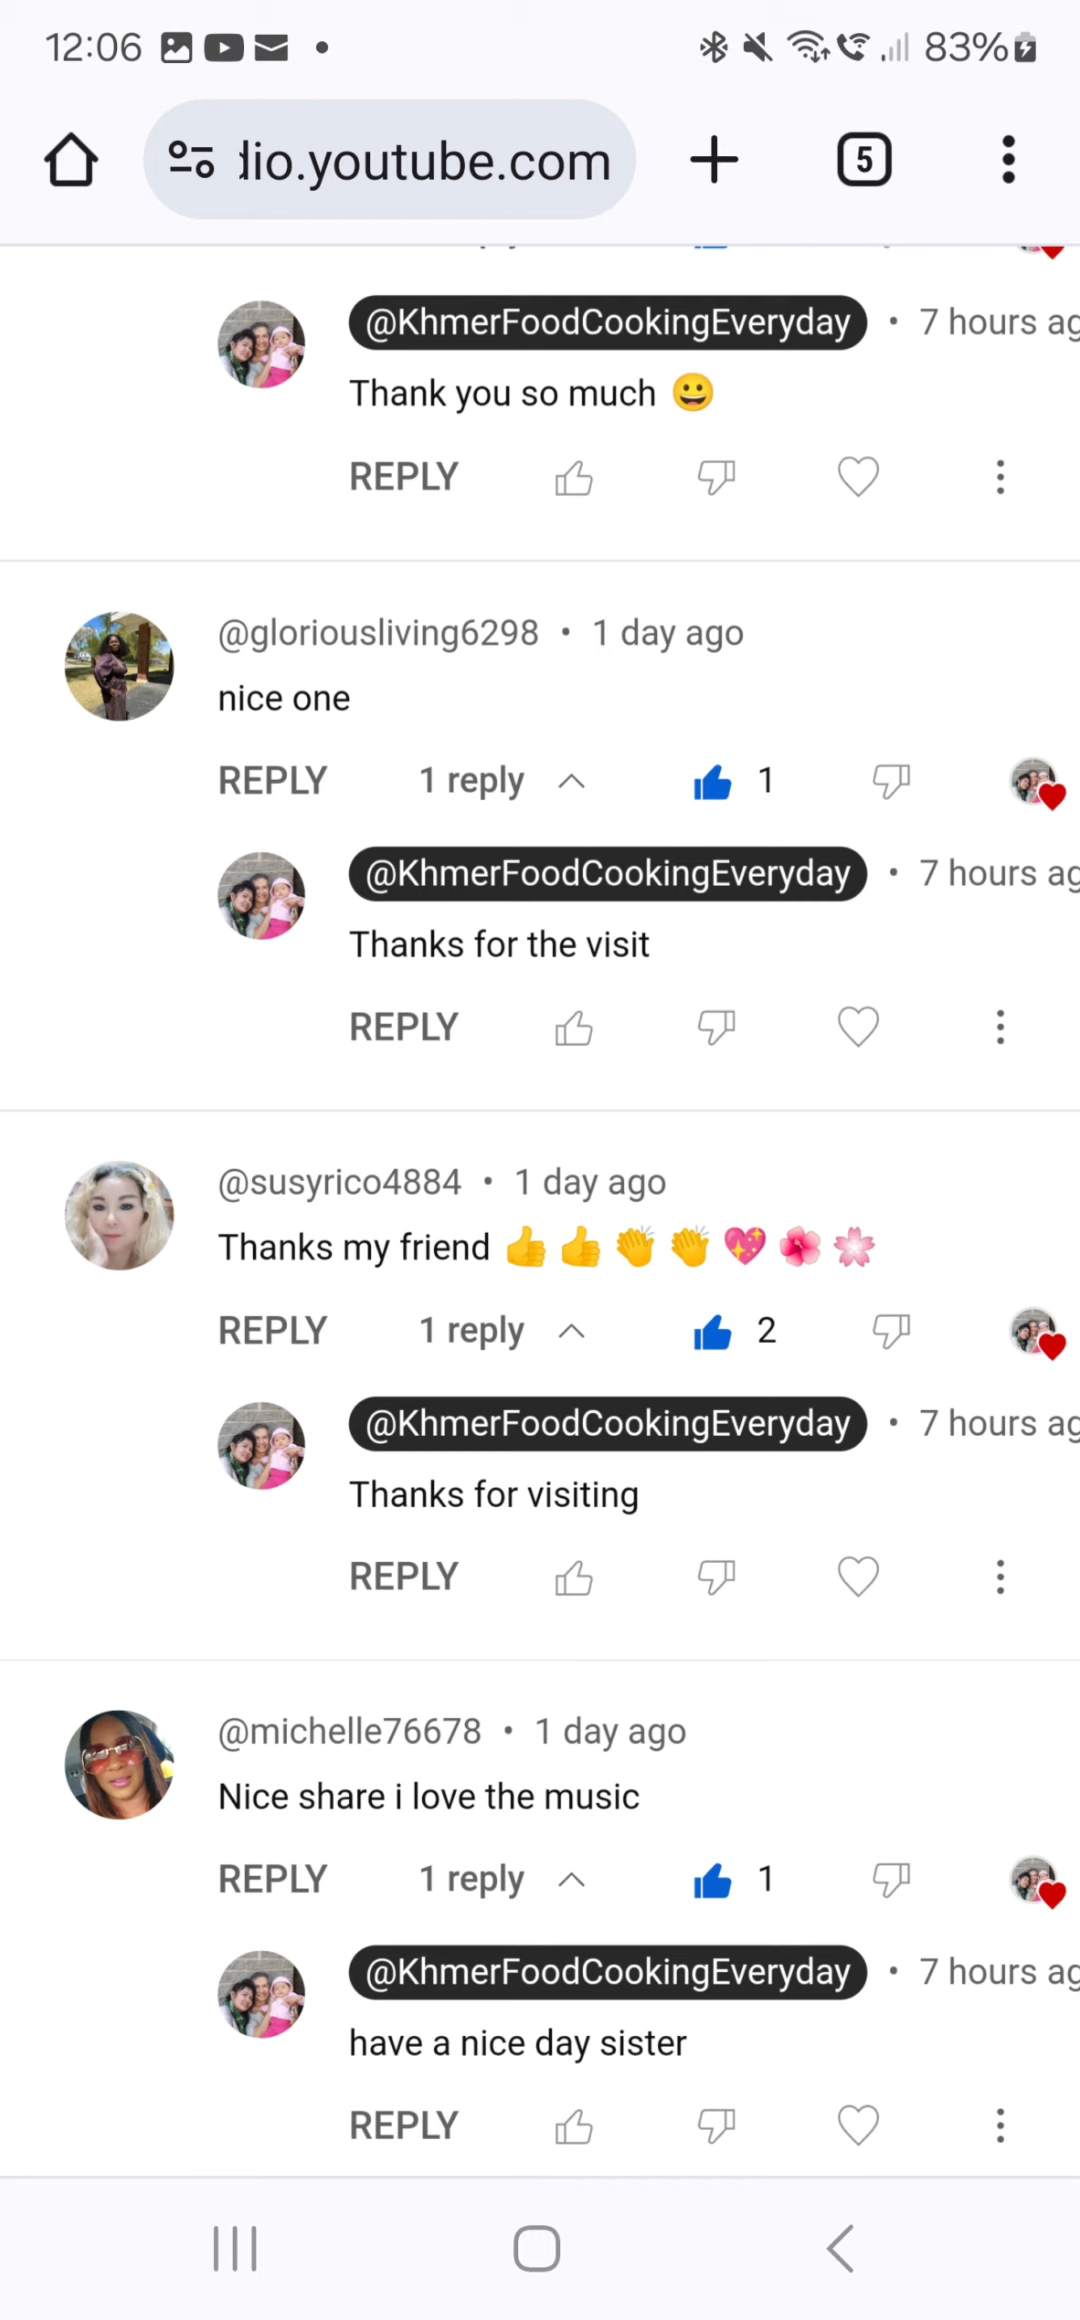 12:06
83%
dio.youtube.com
5
@KhmerFoodCookingEveryday • 7 hours ag
Thank you so much 😀
REPLY
@gloriousliving6298 • 1 day ago
nice one
REPLY 1 reply 1
@KhmerFoodCookingEveryday • 7 hours ag
Thanks for the visit
REPLY
@susyrico4884 • 1 day ago
Thanks my friend 👍👍👏👏💖🌺🌸
REPLY 1 reply 2
@KhmerFoodCookingEveryday • 7 hours ag
Thanks for visiting
REPLY
@michelle76678 • 1 day ago
Nice share i love the music
REPLY 1 reply 1
@KhmerFoodCookingEveryday • 7 hours ag
have a nice day sister
REPLY